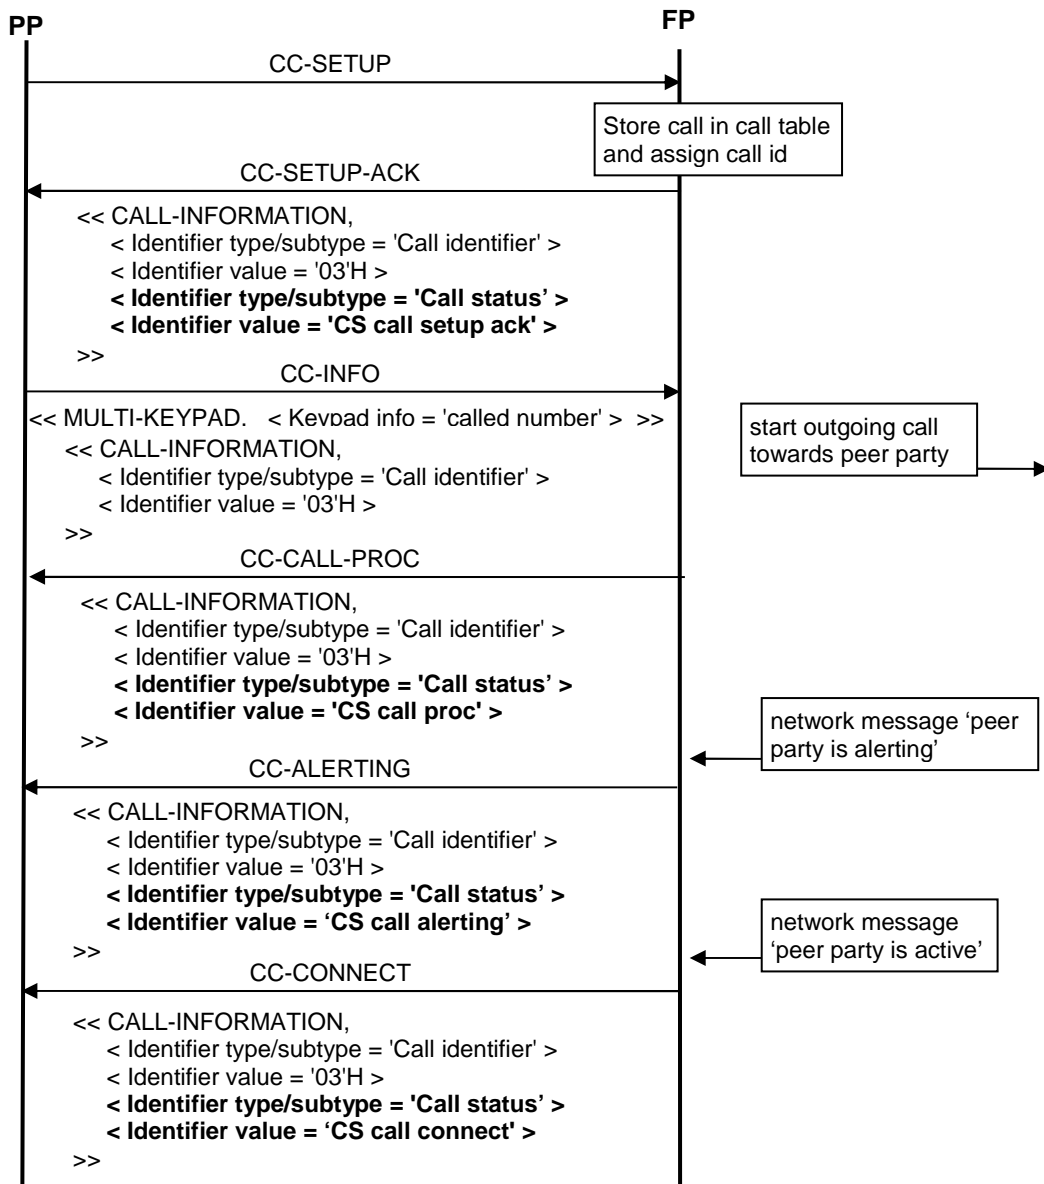 PP
FP
CC-SETUP
Store call in call table
and assign call id
CC-SETUP-ACK
<< CALL-INFORMATION,
< Identifier type/subtype = 'Call identifier' >
< Identifier value = '03'H >
< Identifier type/subtype = 'Call status’ >
< Identifier value = 'CS call setup ack' >
>>
CC-INFO
<< MULTI-KEYPAD, < Keypad info = 'called number' > >>
<< CALL-INFORMATION,
< Identifier type/subtype = 'Call identifier' >
< Identifier value = '03'H >
>>
start outgoing call
towards peer party
CC-CALL-PROC
<< CALL-INFORMATION,
< Identifier type/subtype = 'Call identifier' >
< Identifier value = '03'H >
< Identifier type/subtype = 'Call status’ >
< Identifier value = 'CS call proc' >
>>
network message ‘peer
party is alerting’
CC-ALERTING
<< CALL-INFORMATION,
< Identifier type/subtype = 'Call identifier' >
< Identifier value = '03'H >
< Identifier type/subtype = 'Call status’ >
< Identifier value = ‘CS call alerting’ >
>>
network message
‘peer party is active’
CC-CONNECT
<< CALL-INFORMATION,
< Identifier type/subtype = 'Call identifier' >
< Identifier value = '03'H >
< Identifier type/subtype = 'Call status’ >
< Identifier value = ‘CS call connect' >
>>